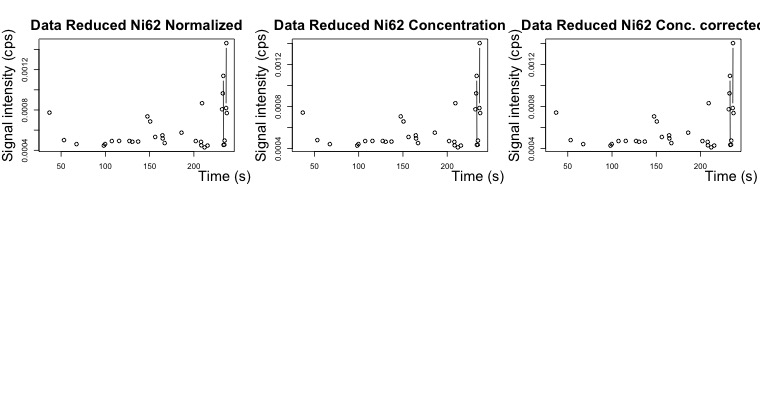 Data Reduced Ni62 Normalized
Signal intensity (cps)
0.0004
0.0008
0.0012
50
100
150
200
Time (s)
Data Reduced Ni62 Concentration
Signal intensity (cps)
0.0004
0.0008
0.0012
50
100
150
200
Time (s)
Data Reduced Ni62 Conc. corrected
Signal intensity (cps)
0.0004
0.0008
0.0012
50
100
150
200
Time (s)